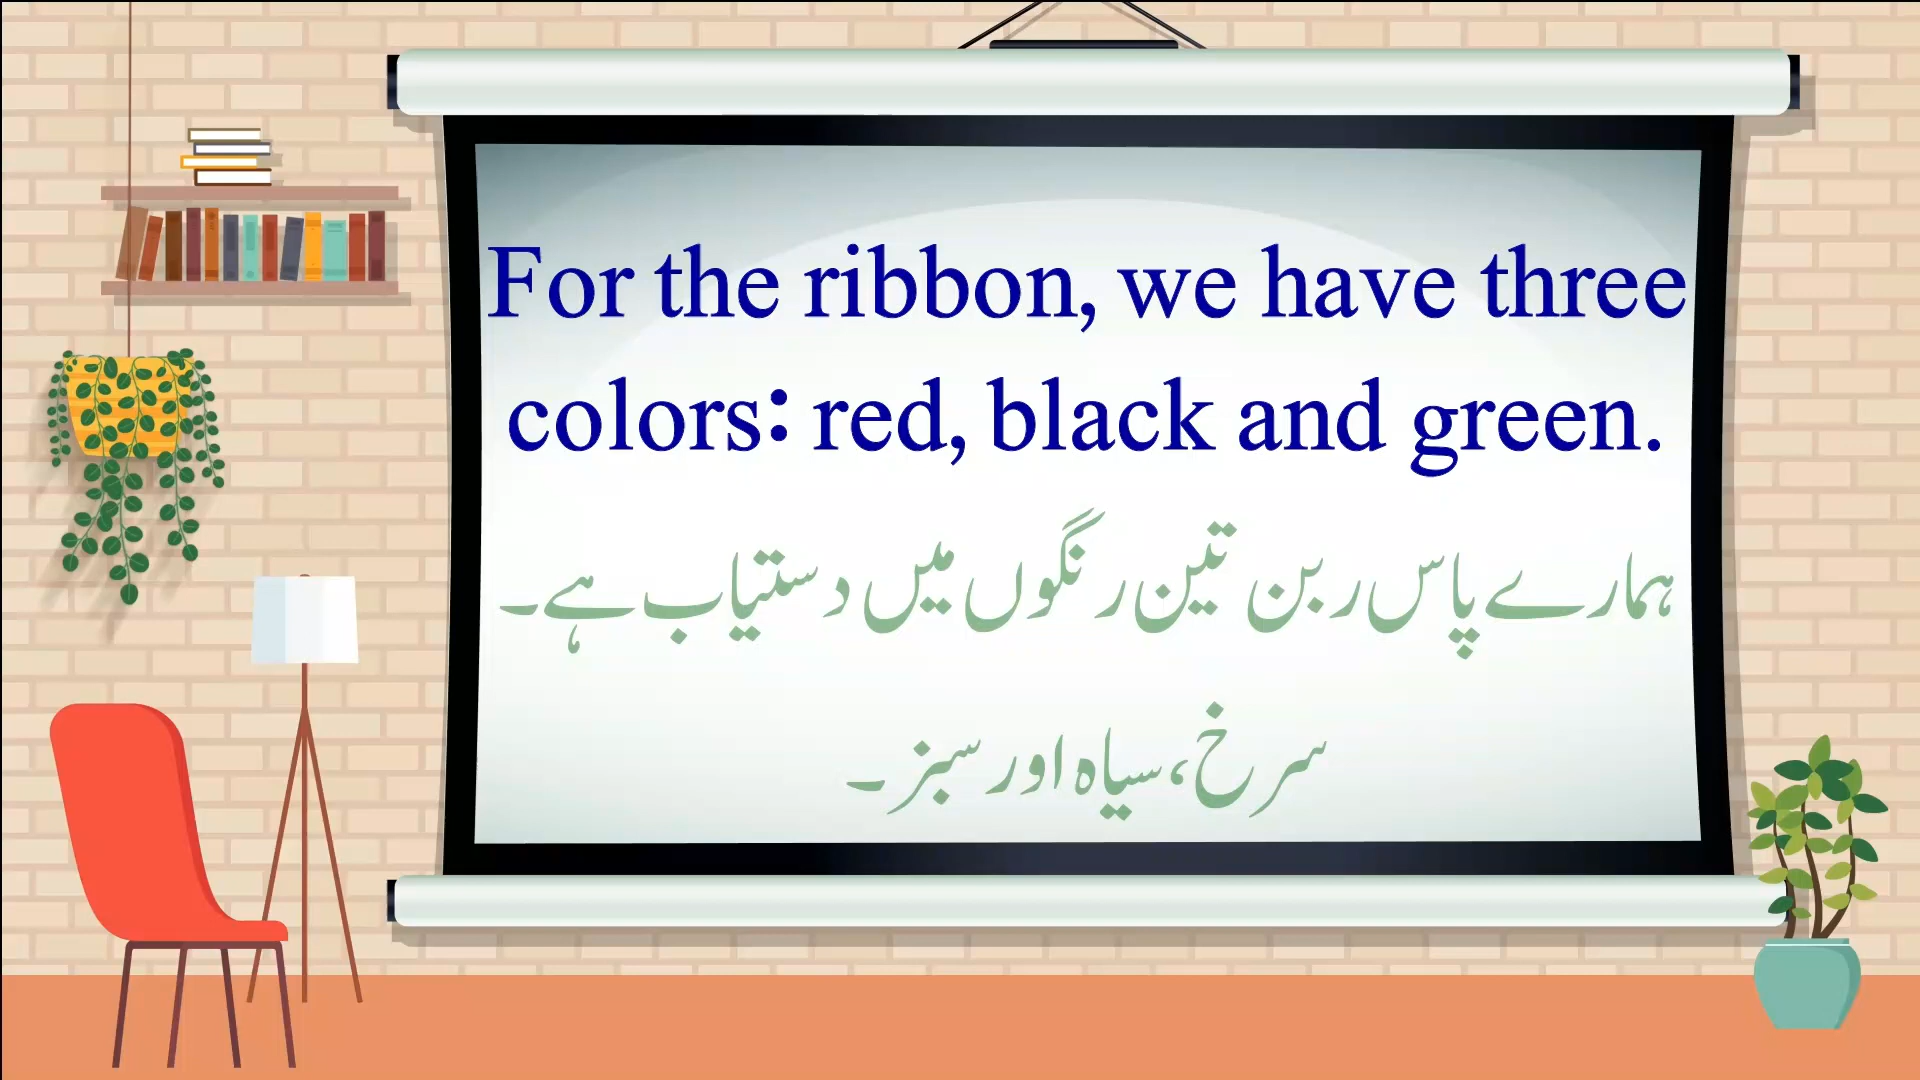 For the ribbon, we have three
colors: red, black and green.
ہمارے پاس ربن تین رنگوں میں دستیاب ہے۔
سرخ، سیاہ اور سبز۔